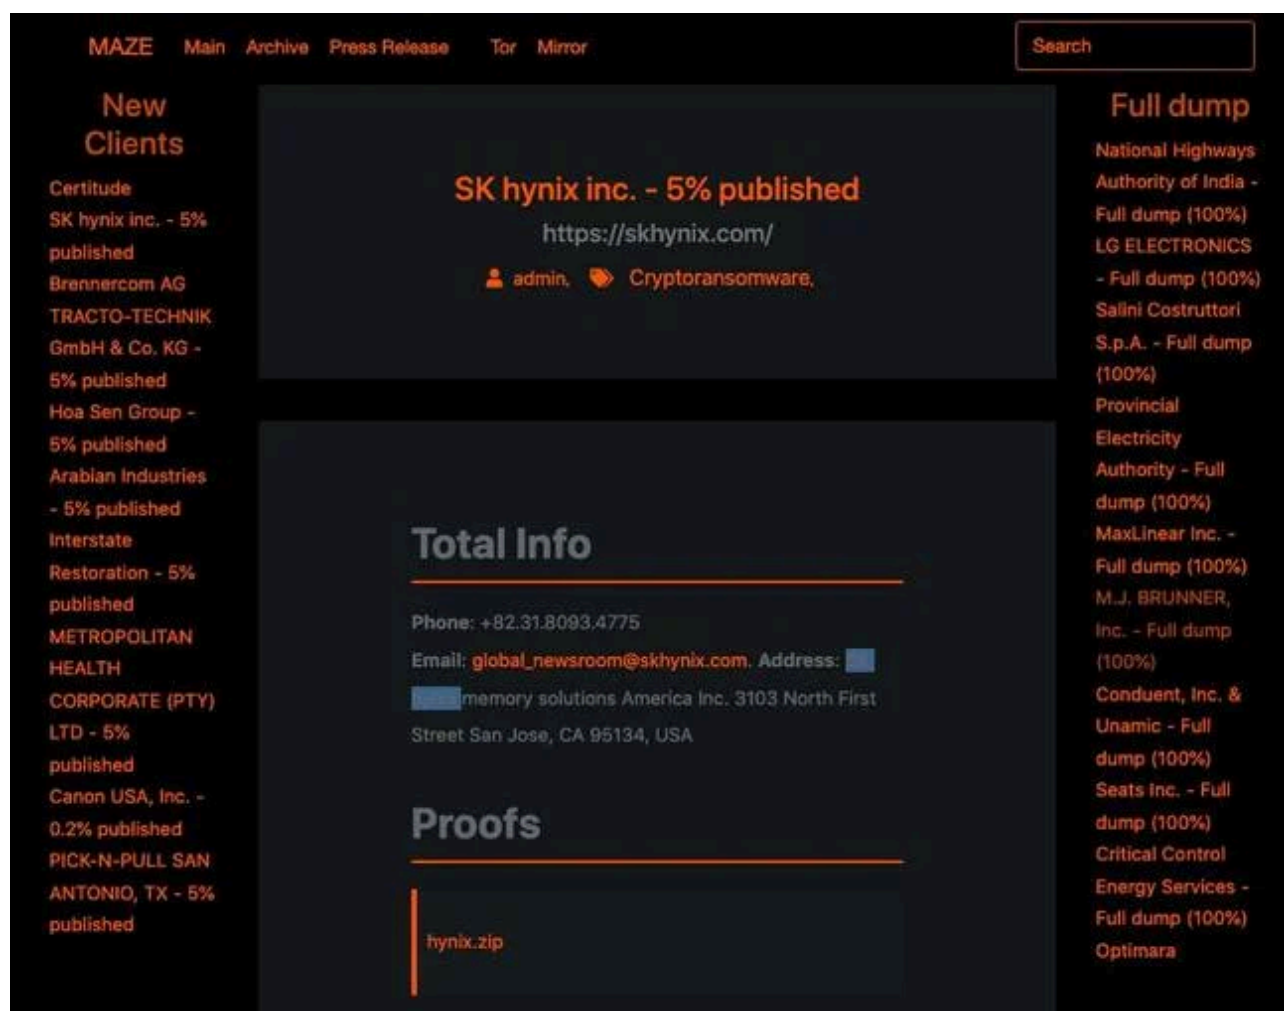 MAZE Main Archive Press Release Tor Mirror
Search
New
Clients
Certitude
SK hynix inc. - 5%
published
Brennercom AG
TRACTO-TECHNIK
GmbH & Co. KG -
5% published
Hoa Sen Group -
5% published
Arabian Industries
- 5% published
Interstate
Restoration - 5%
published
METROPOLITAN
HEALTH
CORPORATE (PTY)
LTD - 5%
published
Canon USA, Inc. -
0.2% published
PICK-N-PULL SAN
ANTONIO, TX - 5%
published
SK hynix inc. - 5% published
https://skhynix.com/
admin, Cryptoransomware,
Total Info
Phone: +82.31.8093.4775
Email: global_newsroom@skhynix.com. Address:
memory solutions America Inc. 3103 North First
Street San Jose, CA 95134, USA
Proofs
hynix.zip
Full dump
National Highways
Authority of India -
Full dump (100%)
LG ELECTRONICS
- Full dump (100%)
Salini Costruttori
S.p.A. - Full dump
(100%)
Provincial
Electricity
Authority - Full
dump (100%)
MaxLinear Inc. -
Full dump (100%)
M.J. BRUNNER,
Inc. - Full dump
(100%)
Conduent, Inc. &
Unamic - Full
dump (100%)
Seats Inc. - Full
dump (100%)
Critical Control
Energy Services -
Full dump (100%)
Optimara